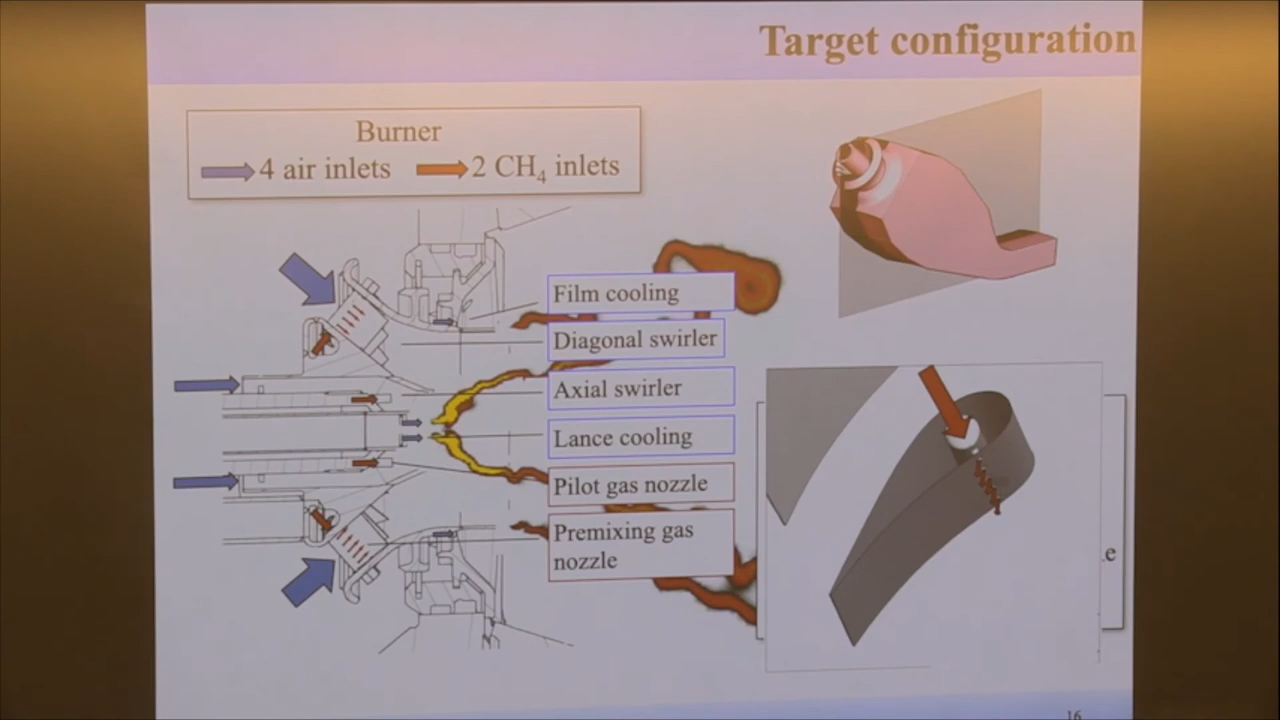 Target configuration
Burner
4 air inlets
2 CH₄ inlets
Film cooling
Diagonal swirler
Axial swirler
Lance cooling
Pilot gas nozzle
Premixing gas
nozzle
.e
16